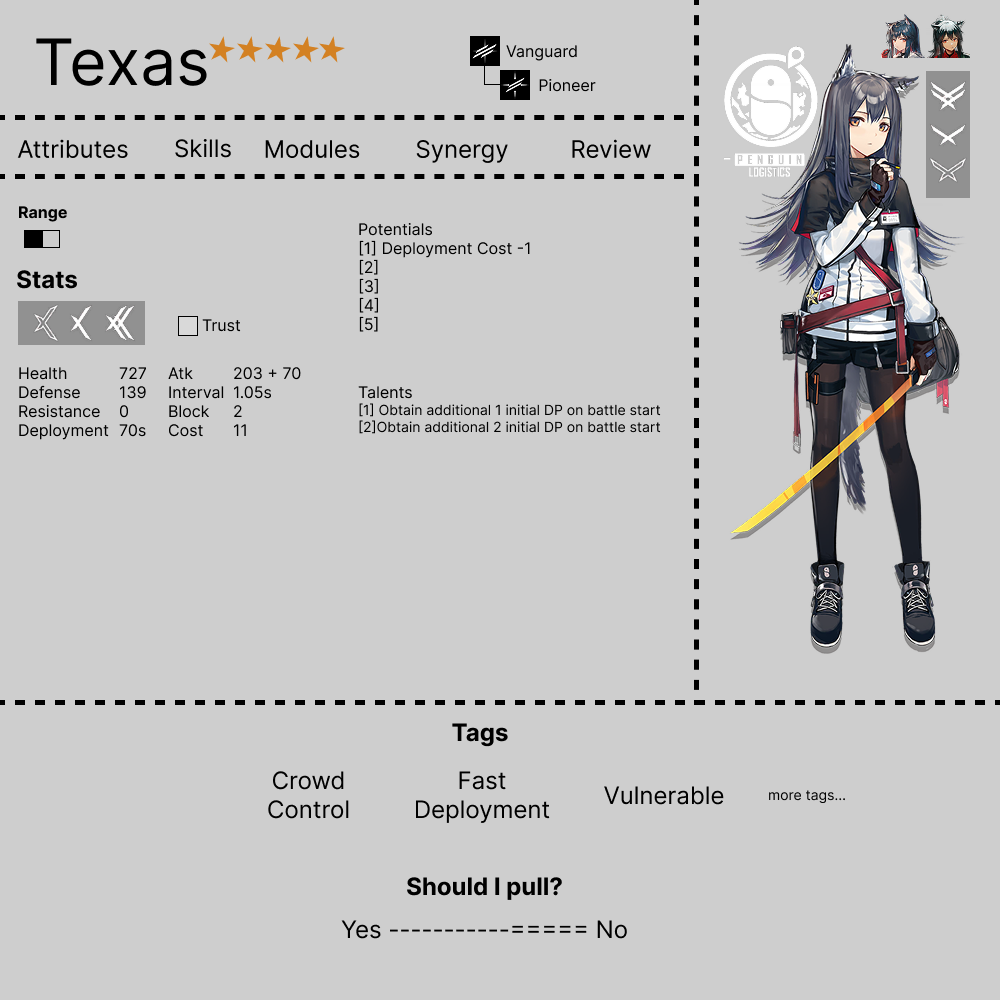 Texas★★★★★
Vanguard
Pioneer
Attributes Skills Modules Synergy Review
PENGUIN
LOGISTICS
Range
Stats
Trust
Health 727 Atk 203 + 70
Defense 139 Interval 1.05s
Resistance 0 Block 2
Deployment 70s Cost 11
Potentials
[1] Deployment Cost -1
[2]
[3]
[4]
[5]
Talents
[1] Obtain additional 1 initial DP on battle start
[2]Obtain additional 2 initial DP on battle start
Tags
Crowd
Control
Fast
Deployment
Vulnerable
more tags...
Should I pull?
Yes -----------===== No